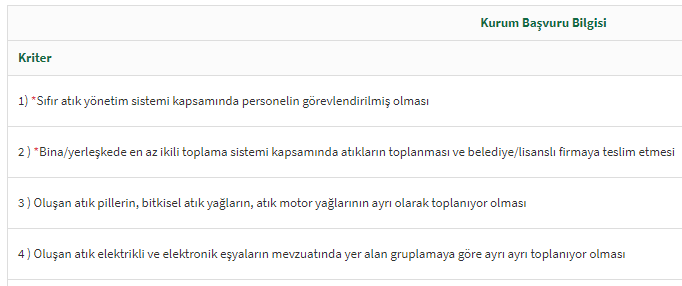 Kurum Başvuru Bilgisi
Kriter
1) *Sıfır atık yönetim sistemi kapsamında personelin görevlendirilmiş olması
2 ) *Bina/yerleşkede en az ikili toplama sistemi kapsamında atıkların toplanması ve belediye/lisanslı firmaya teslim etmesi
3 ) Oluşan atık pillerin, bitkisel atık yağların, atık motor yağlarının ayrı olarak toplanıyor olması
4 ) Oluşan atık elektrikli ve elektronik eşyaların mevzuatında yer alan gruplamaya göre ayrı ayrı toplanıyor olması